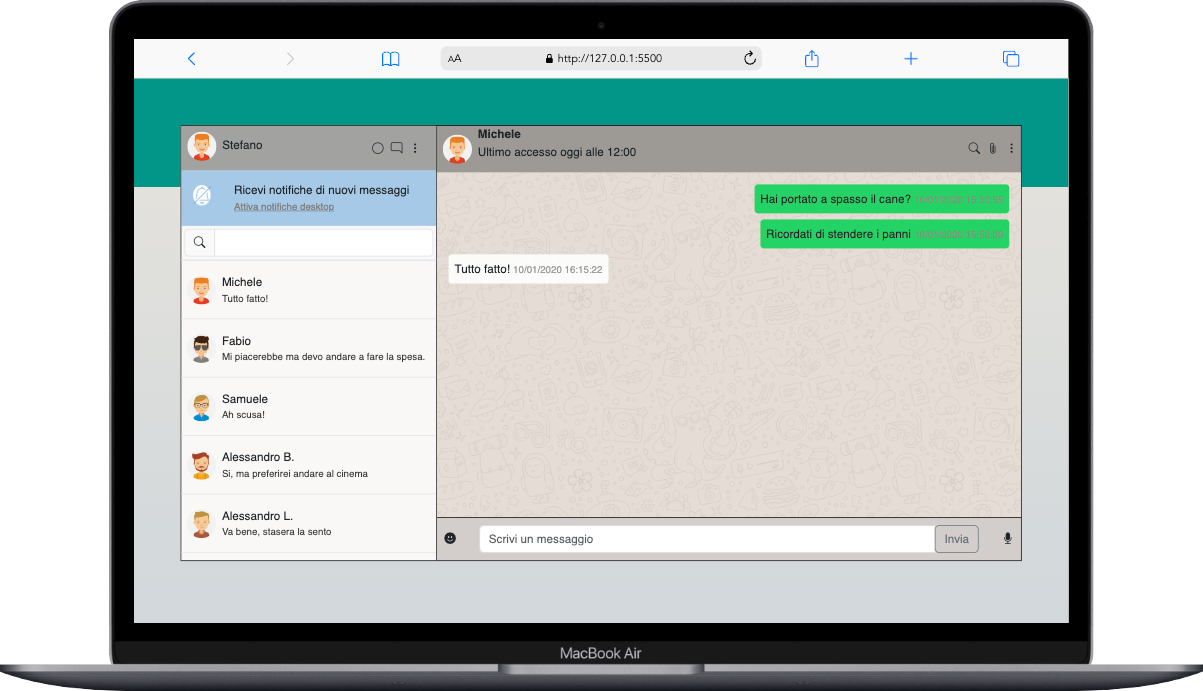 AA http://127.0.0.1:5500
Stefano
Ricevi notifiche di nuovi messaggi
Attiva notifiche desktop
Michele
Tutto fatto!
Fabio
Mi piacerebbe ma devo andare a fare la spesa.
Samuele
Ah scusa!
Alessandro B.
Si, ma preferirei andare al cinema
Alessandro L.
Va bene, stasera la sento
Michele
Ultimo accesso oggi alle 12:00
Hai portato a spasso il cane?
Ricordati di stendere i panni
Tutto fatto! 10/01/2020 16:15:22
Scrivi un messaggio
Invia
MacBook Air